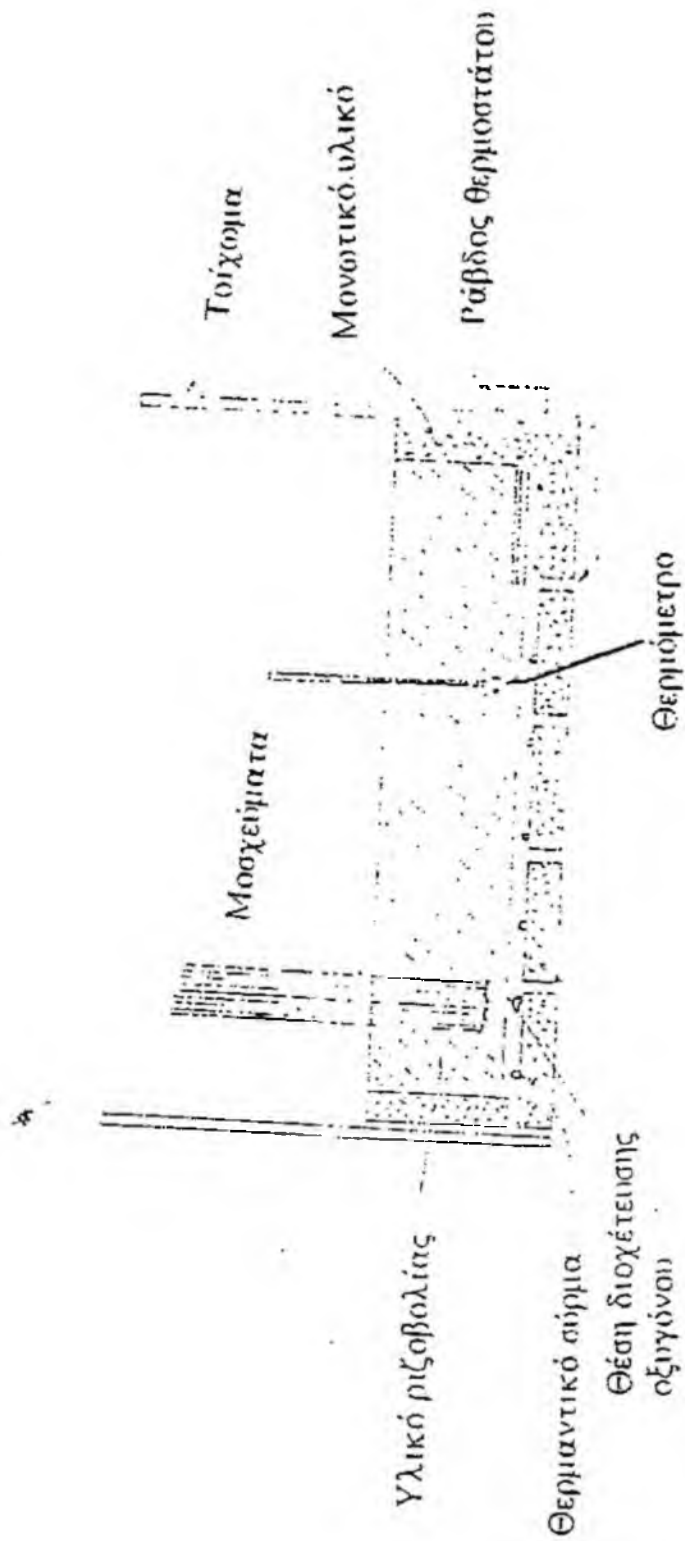 Τοίχωμα
Μονωτικό υλικό
Ράβδος θερμοστάτου
Μοσχεύματα
Θερμόμετρο
Υλικό ριζοβολίας
Θερμαντικό σύρμα
Θέση διοχέτευσης
οξυγόνου